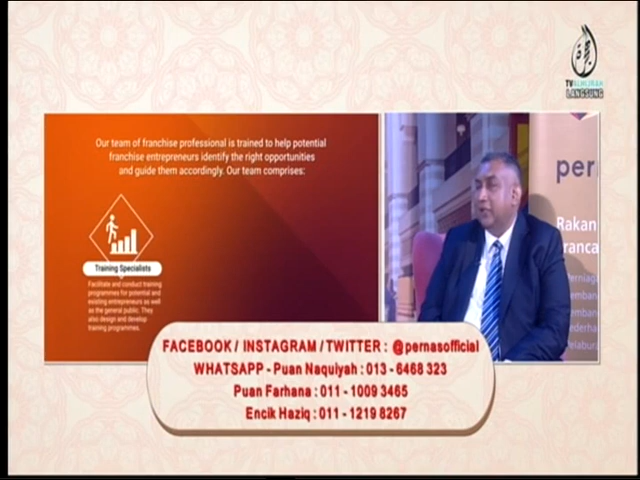 TV ALHIJRAH
LANGSUNG
Our team of franchise professional is trained to help potential
franchise entrepreneurs identify the right opportunities
and guide them accordingly. Our team comprises:
Training Specialists
Facilitate and conduct training
programmes for potential and
existing entrepreneurs as well
as the general public. They
also design and develop
training programmes.
Rakan
FACEBOOK / INSTAGRAM / TWITTER : @pernasofficial
WHATSAPP - Puan Naquiyah : 013 - 6468 323
Puan Farhana : 011 - 1009 3465
Encik Haziq : 011 - 1219 8267